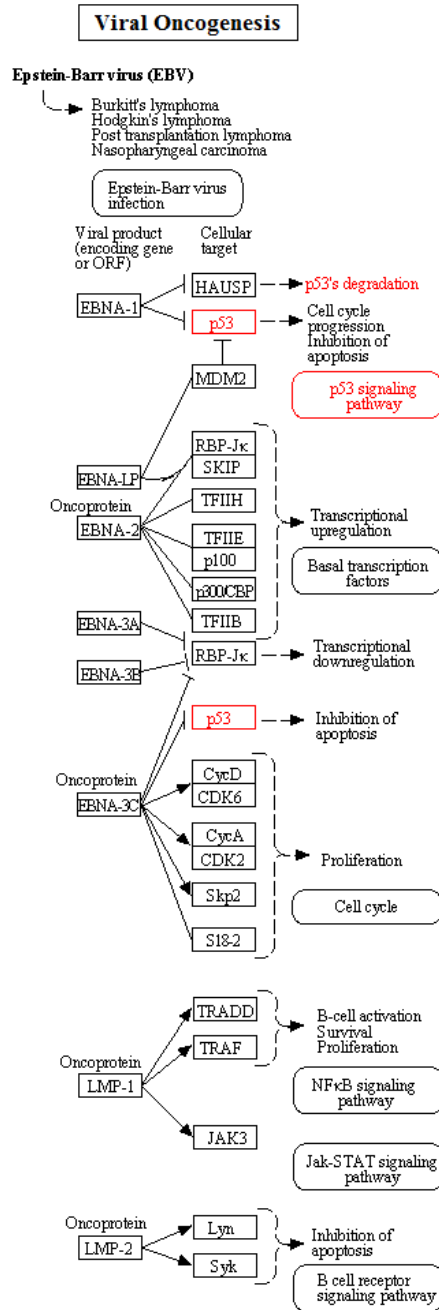 Viral Oncogenesis
Epstein-Barr virus (EBV)
Burkitt's lymphoma
Hodgkin's lymphoma
Post transplantation lymphoma
Nasopharyngeal carcinoma
Epstein-Barr virus
infection
Viral product
(encoding gene
or ORF)
Cellular
target
HAUSP
p53's degradation
EBNA-1
p53
Cell cycle
progression
Inhibition of
apoptosis
MDM2
p53 signaling
pathway
RBP-Jκ
SKIP
EBNA-LP
Oncoprotein
EBNA-2
TFIIH
Transcriptional
upregulation
TFIIE
p100
Basal transcription
factors
p300/CBP
TFIIB
EBNA-3A
RBP-Jκ
Transcriptional
downregulation
EBNA-3B
p53
Inhibition of
apoptosis
Oncoprotein
EBNA-3C
CycD
CDK6
CycA
CDK2
Proliferation
Skp2
Cell cycle
S18-2
TRADD
B-cell activation
Survival
Proliferation
TRAF
Oncoprotein
LMP-1
NFκB signaling
pathway
JAK3
Jak-STAT signaling
pathway
Oncoprotein
LMP-2
Lyn
Syk
Inhibition of
apoptosis
B cell receptor
signaling pathway